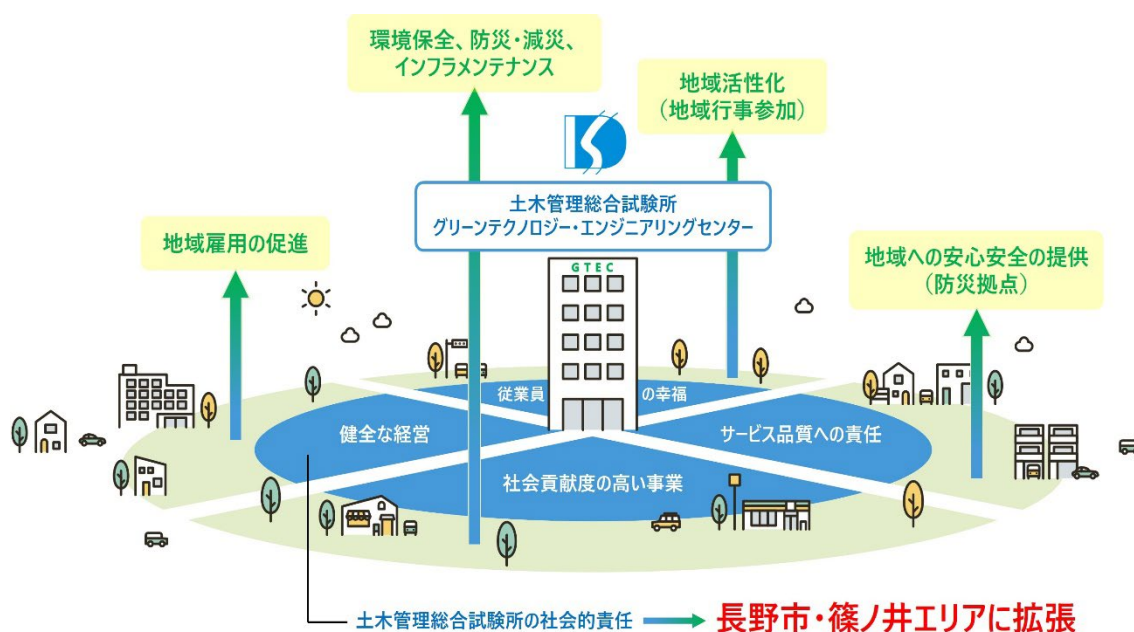 環境保全、防災・減災、
インフラメンテナンス
地域活性化
(地域行事参加)
土木管理総合試験所
グリーンテクノロジー・エンジニアリングセンター
地域雇用の促進
地域への安心安全の提供
(防災拠点)
GTEC
従業員の幸福
健全な経営
サービス品質への責任
社会貢献度の高い事業
土木管理総合試験所の社会的責任
長野市・篠ノ井エリアに拡張